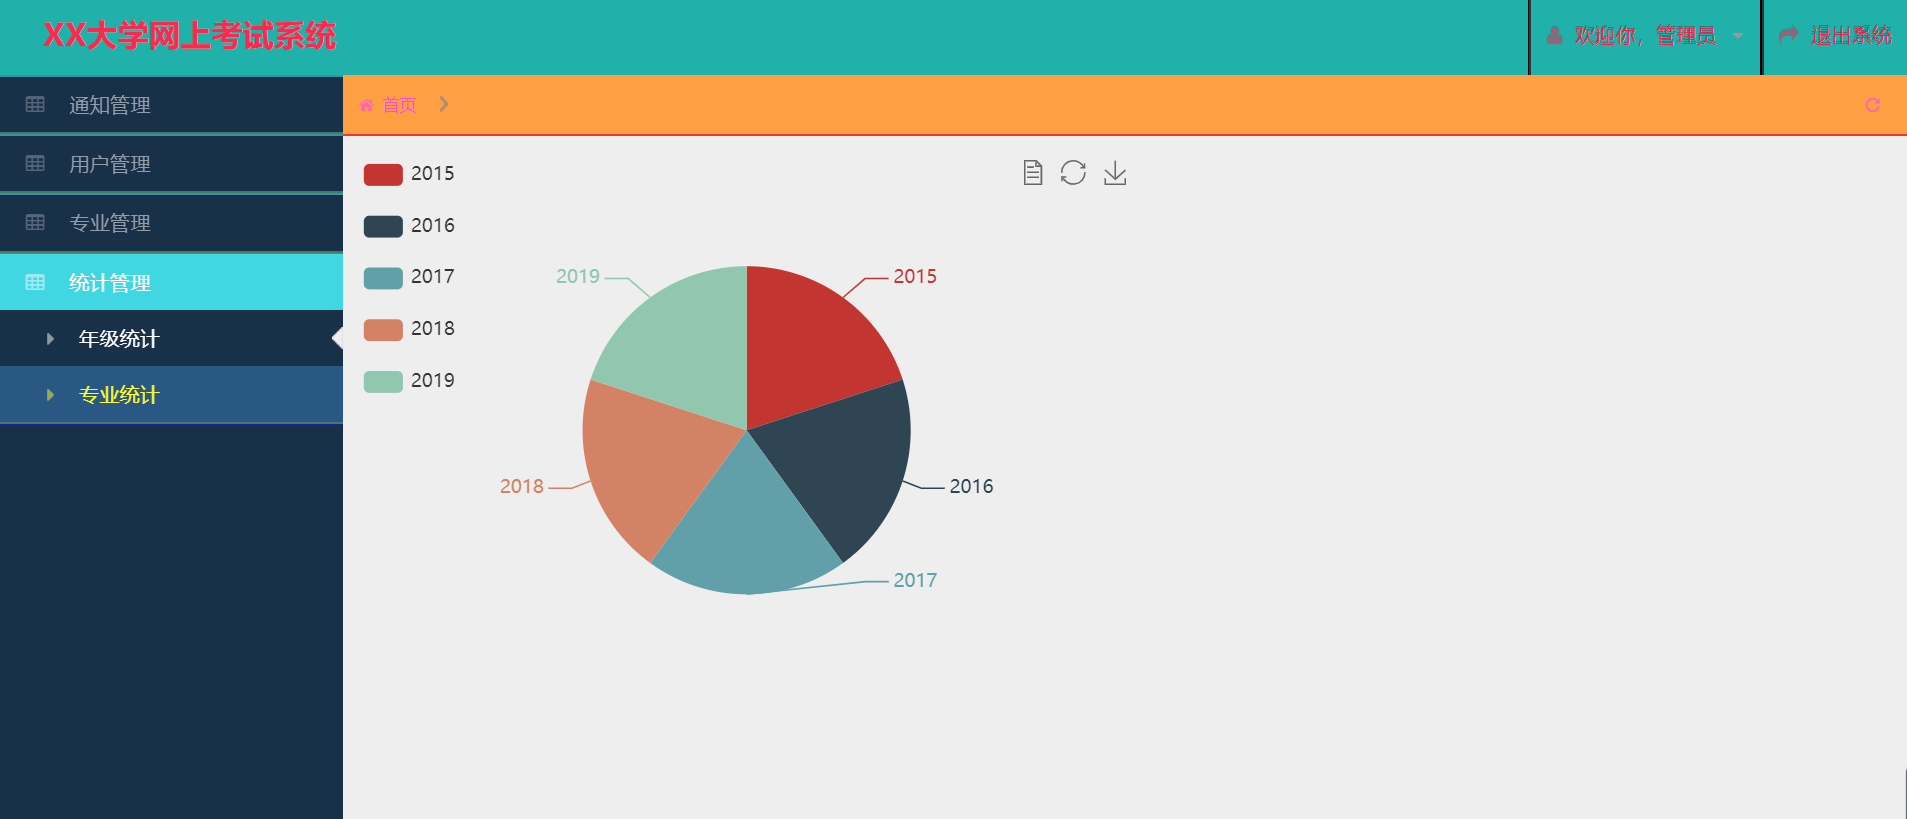 XX大学网上考试系统
欢迎你，管理员
退出系统
通知管理
用户管理
专业管理
统计管理
年级统计
专业统计
首页
2015
2016
2017
2018
2019
2019
2015
2018
2016
2017